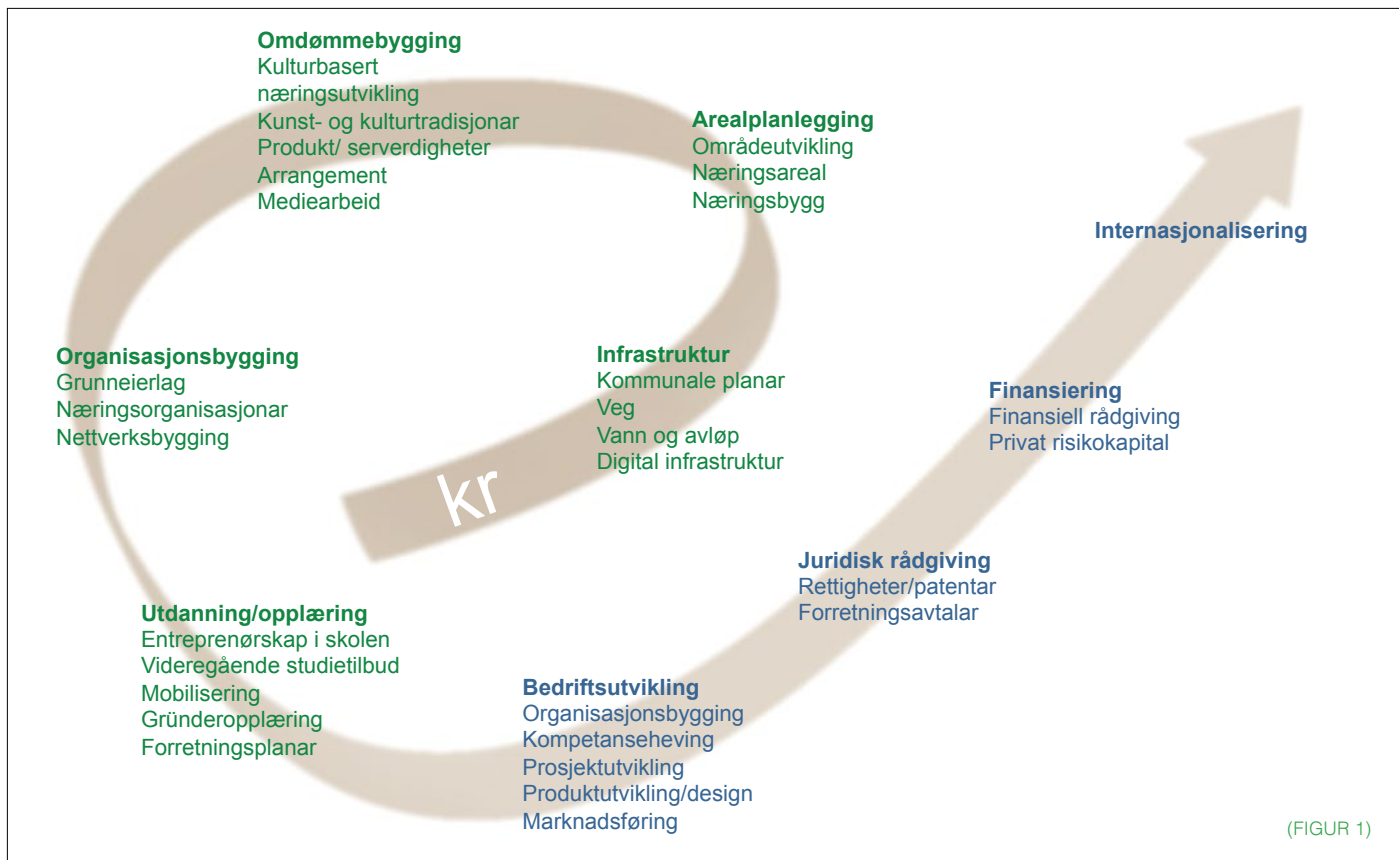 Omdømmebygging
Kulturbasert
næringsutvikling
Kunst- og kulturtradisjonar
Produkt/ serverdigheter
Arrangement
Mediearbeid
Arealplanlegging
Områdeutvikling
Næringsareal
Næringsbygg
Internasjonalisering
Organisasjonsbygging
Grunneierlag
Næringsorganisasjonar
Nettverksbygging
Infrastruktur
Kommunale planar
Veg
Vann og avløp
Digital infrastruktur
Finansiering
Finansiell rådgiving
Privat risikokapital
kr
Juridisk rådgiving
Rettigheter/patentar
Forretningsavtalar
Utdanning/opplæring
Entreprenørskap i skolen
Videregående studietilbud
Mobilisering
Gründeropplæring
Forretningsplanar
Bedriftsutvikling
Organisasjonsbygging
Kompetanseheving
Prosjektutvikling
Produktutvikling/design
Marknadsføring
(FIGUR 1)